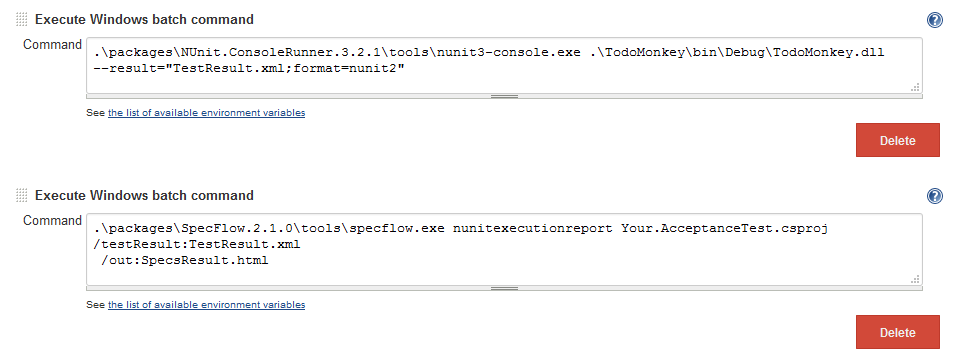 Execute Windows batch command
?
Command
.\packages\NUnit.ConsoleRunner.3.2.1\tools\nunit3-console.exe .\TodoMonkey\bin\Debug\TodoMonkey.dll
--result="TestResult.xml;format=nunit2"
See the list of available environment variables
Delete
Execute Windows batch command
?
Command
.\packages\SpecFlow.2.1.0\tools\specflow.exe nunitexecutionreport Your.AcceptanceTest.csproj
/testResult:TestResult.xml
/out:SpecsResult.html
See the list of available environment variables
Delete